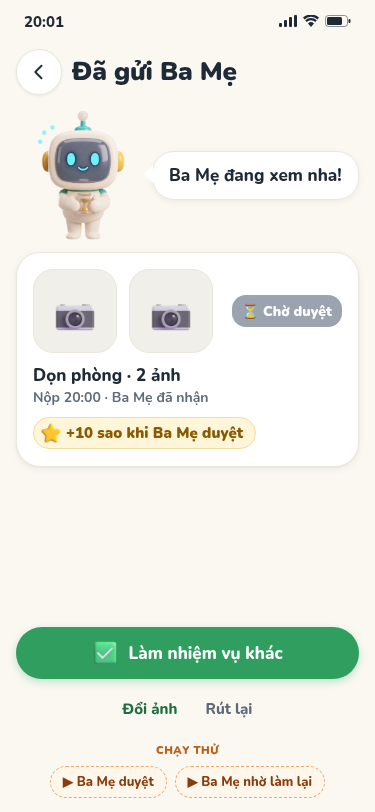 20:01
Đã gửi Ba Mẹ
Ba Mẹ đang xem nha!
⏳ Chờ duyệt
Dọn phòng · 2 ảnh
Nộp 20:00 · Ba Mẹ đã nhận
⭐ +10 sao khi Ba Mẹ duyệt
✅ Làm nhiệm vụ khác
Đổi ảnh
Rút lại
CHẠY THỬ
▶ Ba Mẹ duyệt
▶ Ba Mẹ nhờ làm lại